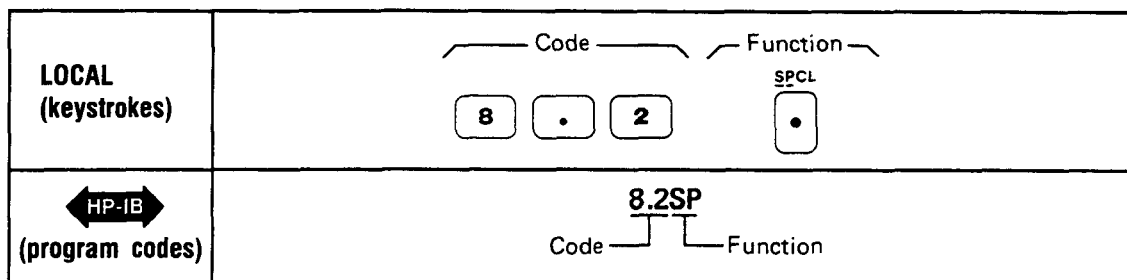 LOCAL
(keystrokes)
Code Function
SPCL
8 . 2 •
HP-IB
(program codes)
8.2SP
Code Function